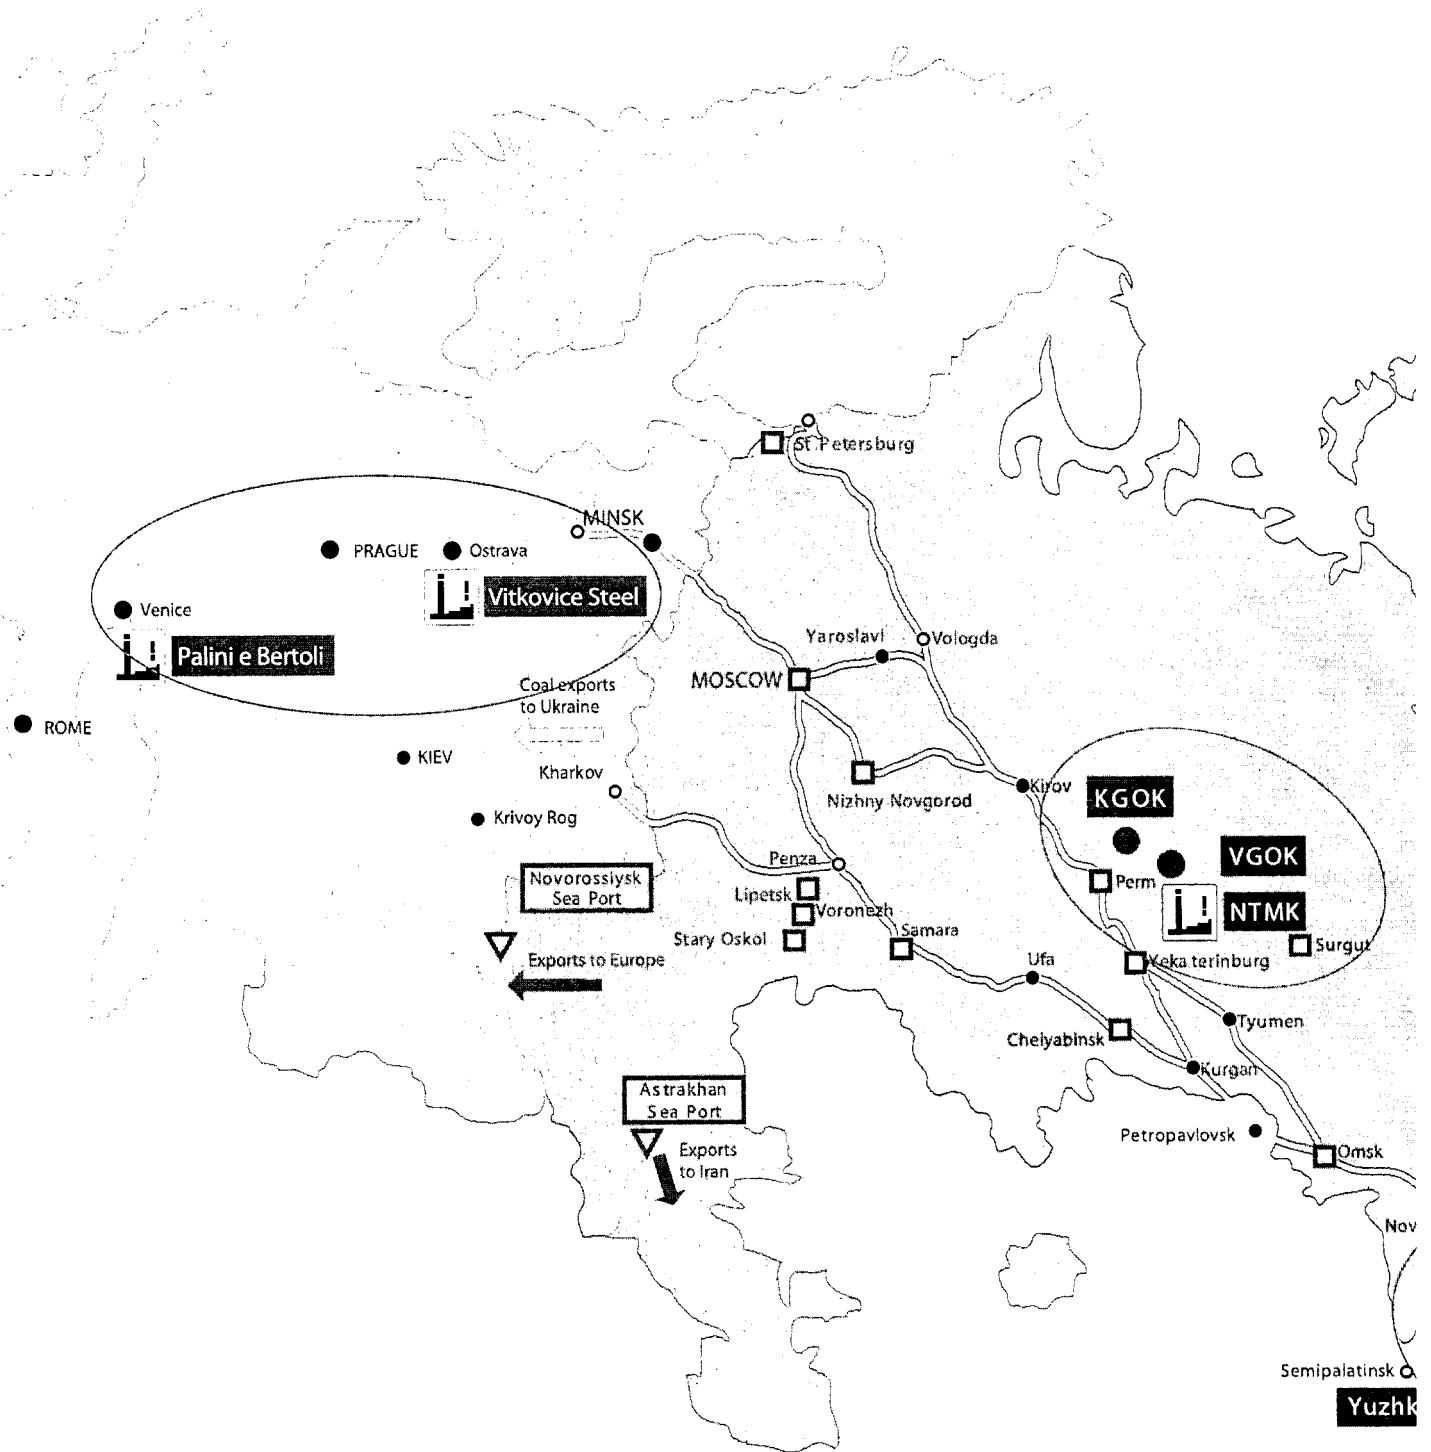 St Petersburg
MINSK
PRAGUE
Ostrava
Vitkovice Steel
Venice
Palini e Bertoli
Yaroslavl
Vologda
MOSCOW
Coal exports
to Ukraine
ROME
KIEV
Kharkov
Kirov
KGOK
Nizhny Novgorod
Krivoy Rog
VGOK
Penza
Novorossiysk
Sea Port
Perm
Lipetsk
Voronezh
NTMK
Stary Oskol
Samara
Surgut
Exports to Europe
Ufa
Yekaterinburg
Tyumen
Chelyabinsk
Kurgan
Astrakhan
Sea Port
Petropavlovsk
Exports
to Iran
Omsk
Nov
Semipalatinsk
Yuzhk